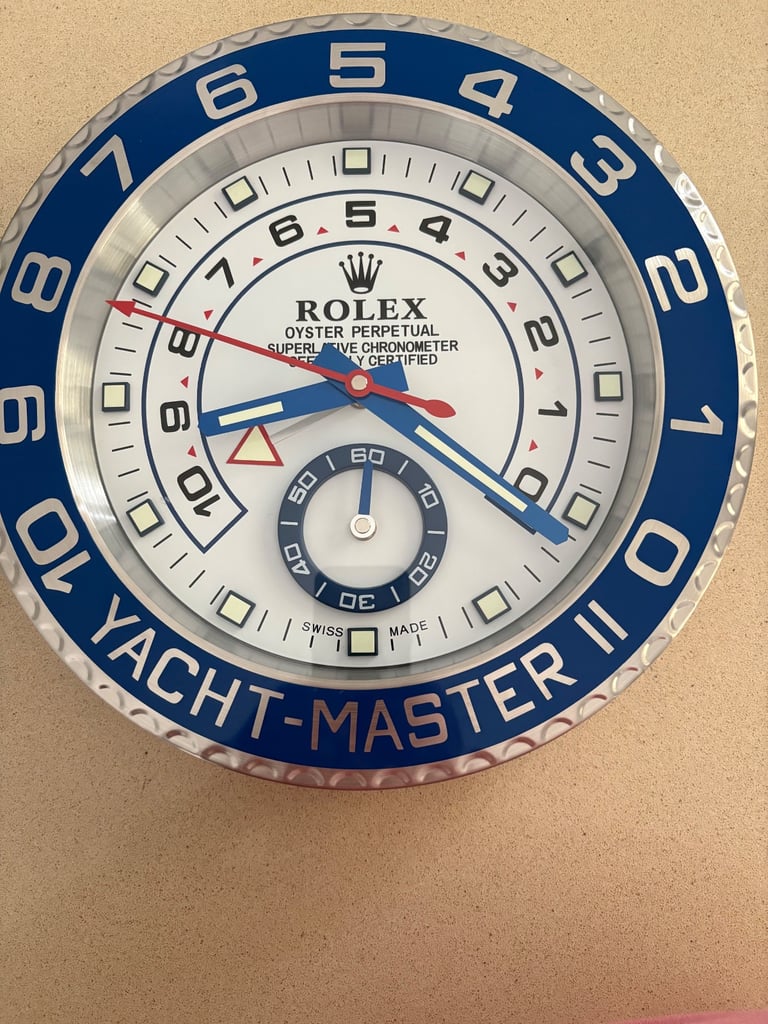 10 9 8 7 6 5 4 3 2 1 0
10 9 8 7 6 5 4 3 2 1 0
ROLEX
OYSTER PERPETUAL
SUPERLATIVE CHRONOMETER
CERTIFIED
60 10 20 30 40 50
SWISS MADE
YACHT-MASTER II